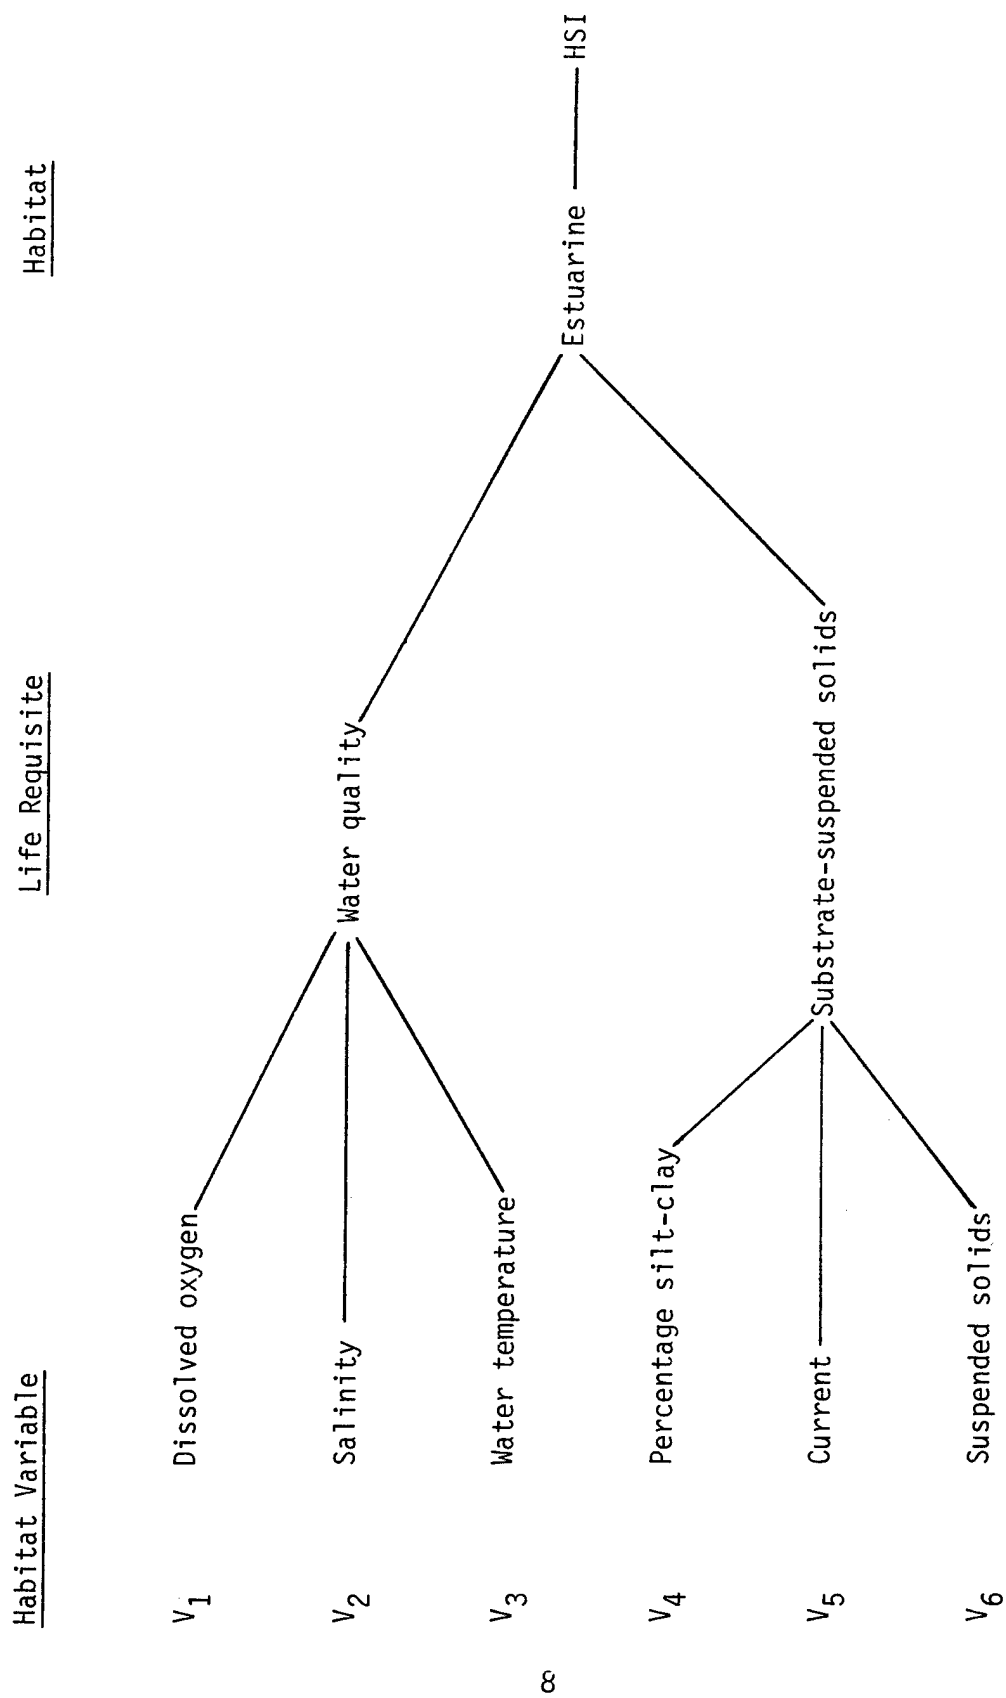 Habitat Variable
Life Requisite
Habitat
V1
Dissolved oxygen
V2
Salinity
Water quality
V3
Water temperature
Estuarine
HSI
V4
Percentage silt-clay
V5
Current
Substrate-suspended solids
V6
Suspended solids
8